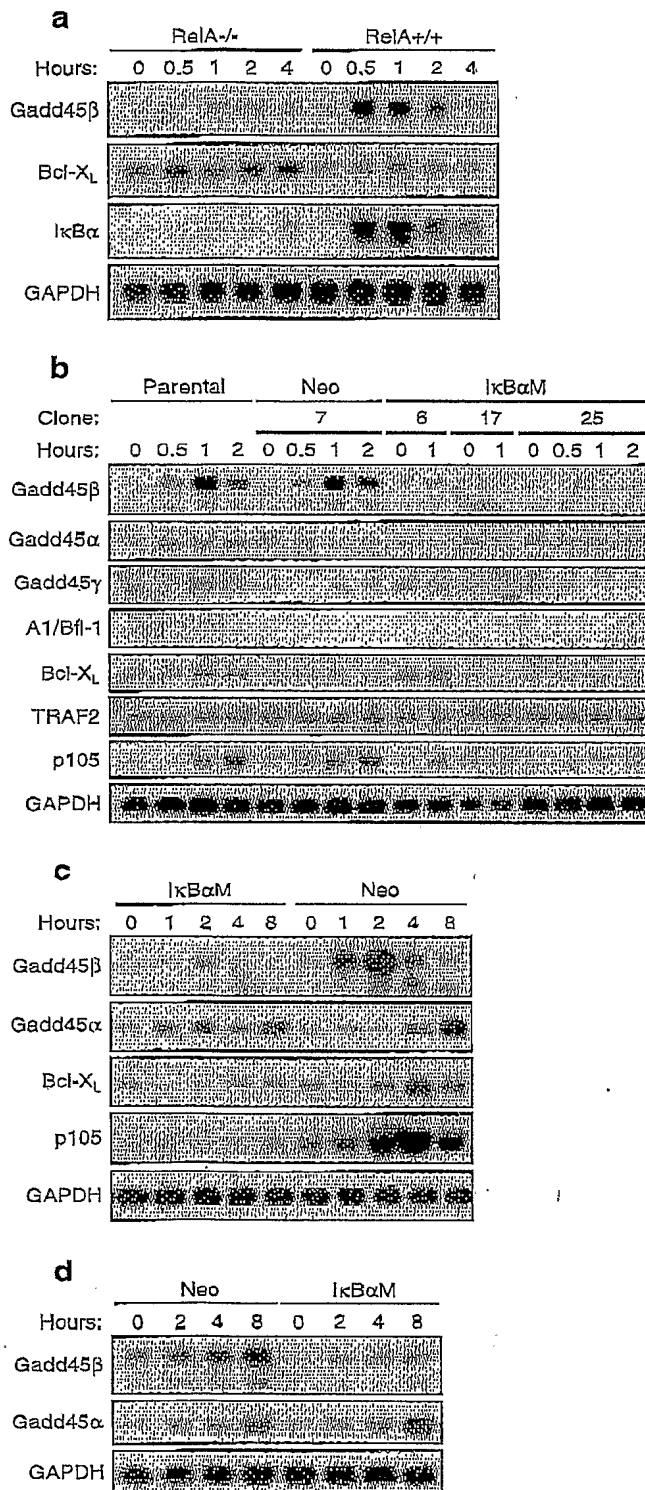 a
RelA-/- RelA+/+
Hours: 0 0.5 1 2 4 0 0.5 1 2 4
Gadd45β
Bcl-XL
IκBα
GAPDH
b
Parental Neo IκBαM
Clone: 7 6 17 25
Hours: 0 0.5 1 2 0 0.5 1 2 0 1 0 1 0 0.5 1 2
Gadd45β
Gadd45α
Gadd45γ
A1/Bfl-1
Bcl-XL
TRAF2
p105
GAPDH
c
IκBαM Neo
Hours: 0 1 2 4 8 0 1 2 4 8
Gadd45β
Gadd45α
Bcl-XL
p105
GAPDH
d
Neo IκBαM
Hours: 0 2 4 8 0 2 4 8
Gadd45β
Gadd45α
GAPDH